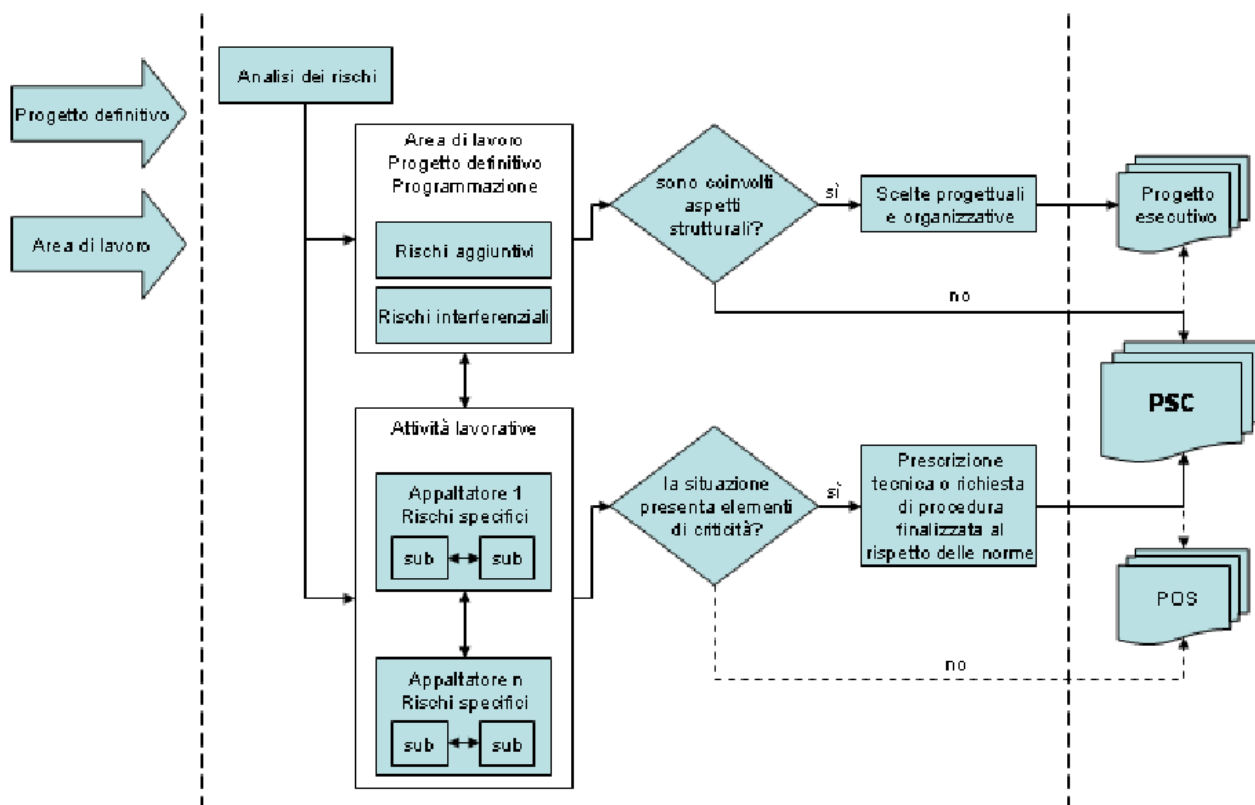 Progetto definitivo
Area di lavoro
Analisi dei rischi
Area di lavoro
Progetto definitivo
Programmazione
Rischi aggiuntivi
Rischi interferenziali
Attività lavorative
Appaltatore 1
Rischi specifici
sub
sub
Appaltatore n
Rischi specifici
sub
sub
sono coinvolti
aspetti
strutturali?
sì
no
Scelte progettuali
e organizzative
la situazione
presenta elementi
di criticità?
sì
no
Prescrizione
tecnica o richiesta
di procedura
finalizzata al
rispetto delle norme
Progetto
esecutivo
PSC
POS